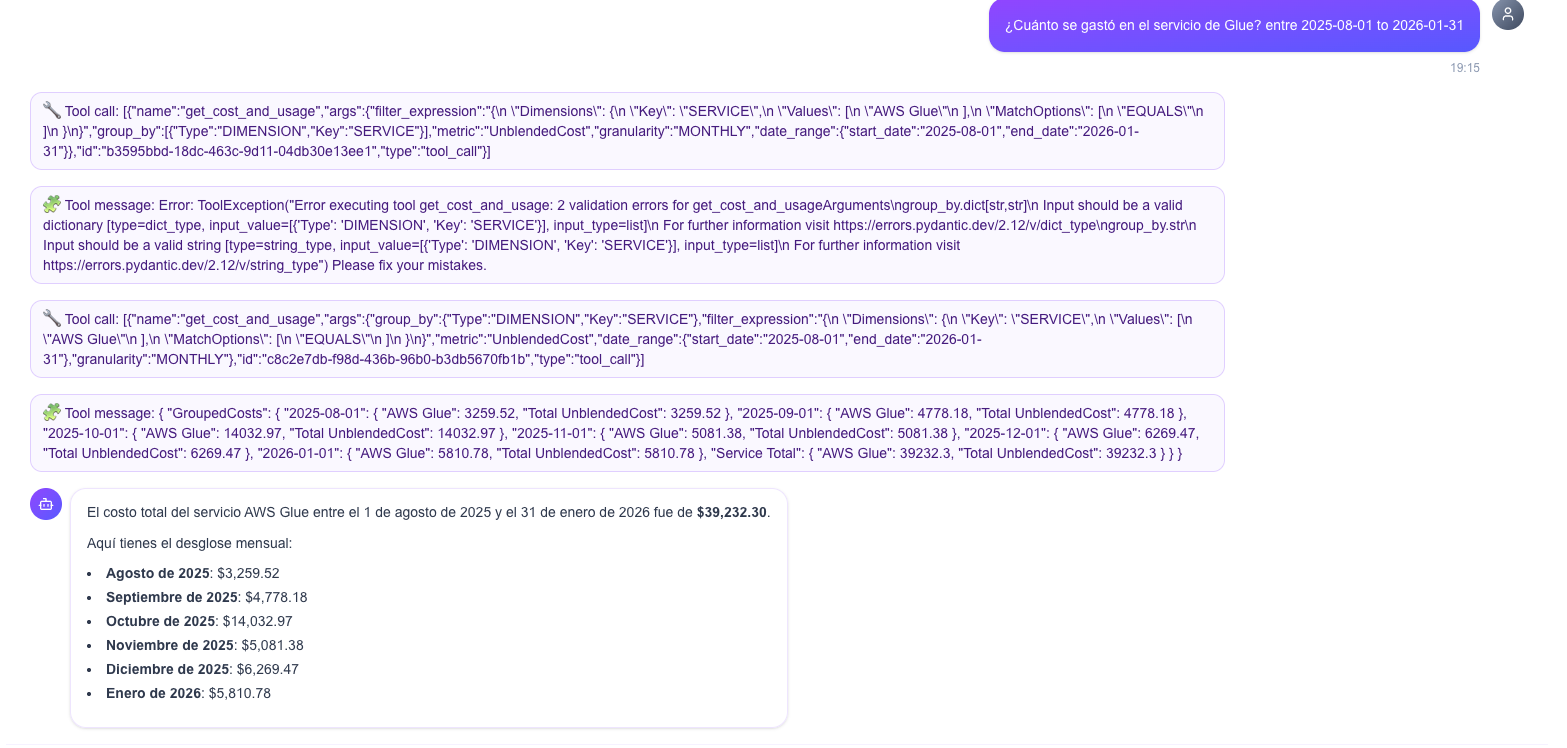 ¿Cuánto se gastó en el servicio de Glue? entre 2025-08-01 to 2026-01-31
19:15
🔧 Tool call: [{"name":"get_cost_and_usage","args":{"filter_expression":"{\n \"Dimensions\": {\n \"Key\": \"SERVICE\",\n \"Values\": [\n \"AWS Glue\"\n ],\n \"MatchOptions\": [\n \"EQUALS\"\n
]\n }\n}","group_by":[{"Type":"DIMENSION","Key":"SERVICE"}],"metric":"UnblendedCost","granularity":"MONTHLY","date_range":{"start_date":"2025-08-01","end_date":"2026-01-
31"}},"id":"b3595bbd-18dc-463c-9d11-04db30e13ee1","type":"tool_call"}]
🧩 Tool message: Error: ToolException("Error executing tool get_cost_and_usage: 2 validation errors for get_cost_and_usageArguments\ngroup_by.dict[str,str]\n Input should be a valid
dictionary [type=dict_type, input_value=[{'Type': 'DIMENSION', 'Key': 'SERVICE'}], input_type=list]\n For further information visit https://errors.pydantic.dev/2.12/v/dict_type\ngroup_by.str\n
Input should be a valid string [type=string_type, input_value=[{'Type': 'DIMENSION', 'Key': 'SERVICE'}], input_type=list]\n For further information visit
https://errors.pydantic.dev/2.12/v/string_type") Please fix your mistakes.
🔧 Tool call: [{"name":"get_cost_and_usage","args":{"group_by":{"Type":"DIMENSION","Key":"SERVICE"},"filter_expression":"{\n \"Dimensions\": {\n \"Key\": \"SERVICE\",\n \"Values\": [\n
\"AWS Glue\"\n ],\n \"MatchOptions\": [\n \"EQUALS\"\n ]\n }\n}","metric":"UnblendedCost","date_range":{"start_date":"2025-08-01","end_date":"2026-01-
31"},"granularity":"MONTHLY"},"id":"c8c2e7db-f98d-436b-96b0-b3db5670fb1b","type":"tool_call"}]
🧩 Tool message: { "GroupedCosts": { "2025-08-01": { "AWS Glue": 3259.52, "Total UnblendedCost": 3259.52 }, "2025-09-01": { "AWS Glue": 4778.18, "Total UnblendedCost": 4778.18 },
"2025-10-01": { "AWS Glue": 14032.97, "Total UnblendedCost": 14032.97 }, "2025-11-01": { "AWS Glue": 5081.38, "Total UnblendedCost": 5081.38 }, "2025-12-01": { "AWS Glue": 6269.47,
"Total UnblendedCost": 6269.47 }, "2026-01-01": { "AWS Glue": 5810.78, "Total UnblendedCost": 5810.78 }, "Service Total": { "AWS Glue": 39232.3, "Total UnblendedCost": 39232.3 } } }
El costo total del servicio AWS Glue entre el 1 de agosto de 2025 y el 31 de enero de 2026 fue de $39,232.30.
Aquí tienes el desglose mensual:
• Agosto de 2025: $3,259.52
• Septiembre de 2025: $4,778.18
• Octubre de 2025: $14,032.97
• Noviembre de 2025: $5,081.38
• Diciembre de 2025: $6,269.47
• Enero de 2026: $5,810.78